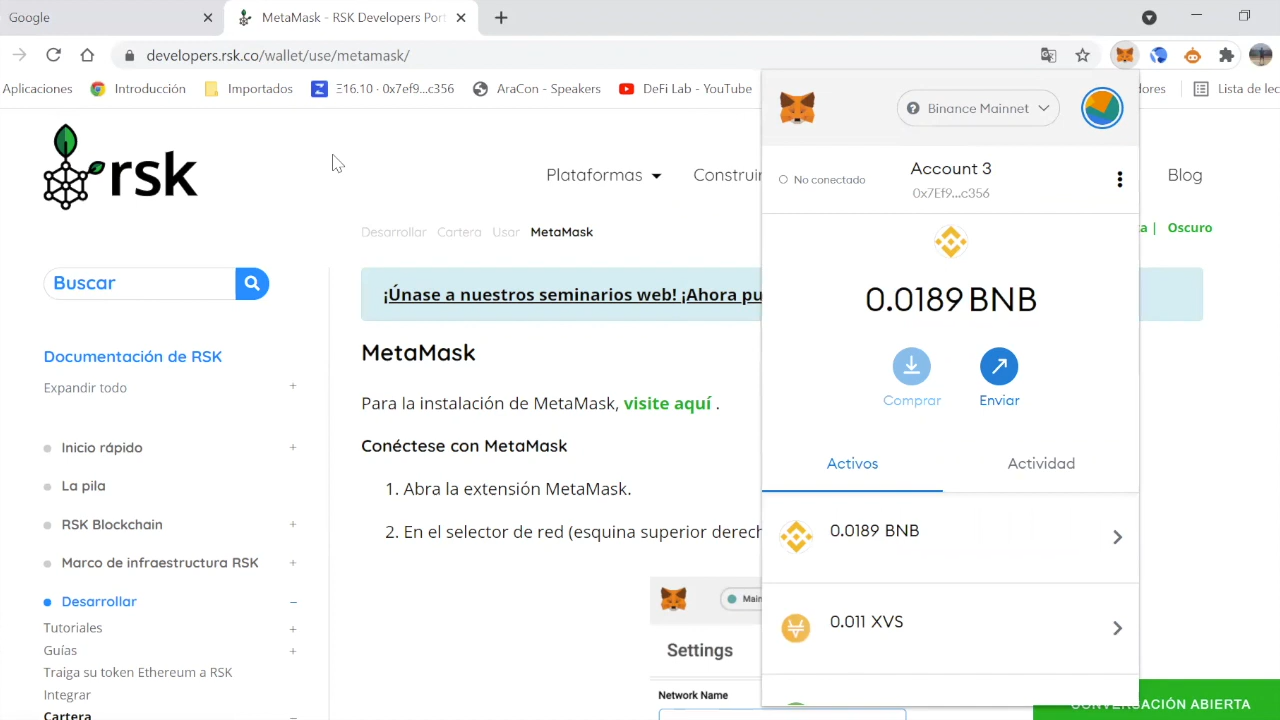 Google
MetaMask - RSK Developers Port
developers.rsk.co/wallet/use/metamask/
Aplicaciones
Introducción
Importados
Ξ16.10 · 0x7ef9...c356
AraCon - Speakers
DeFi Lab - YouTube
Lista de lec
rsk
Plataformas
Construir
Blog
Desarrollar
Cartera
Usar
MetaMask
Oscuro
Buscar
¡Únase a nuestros seminarios web! ¡Ahora pu
Documentación de RSK
Expandir todo
+
Inicio rápido
+
La pila
RSK Blockchain
+
Marco de infraestructura RSK
+
Desarrollar
–
Tutoriales
+
Guías
+
Traiga su token Ethereum a RSK
Integrar
Cartera
–
MetaMask
Para la instalación de MetaMask, visite aquí .
Conéctese con MetaMask
1. Abra la extensión MetaMask.
2. En el selector de red (esquina superior derech
Main
Settings
Network Name
Binance Mainnet
No conectado
Account 3
0x7Ef9...c356
0.0189 BNB
Comprar
Enviar
Activos
Actividad
0.0189 BNB
0.011 XVS
CONVERSACIÓN ABIERTA